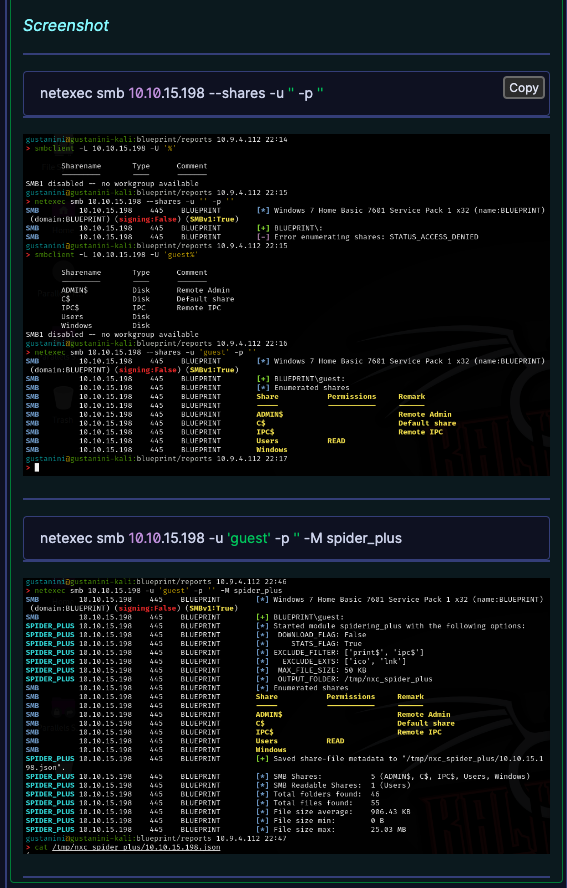 Screenshot
netexec smb 10.10.15.198 --shares -u '' -p ''
Copy
gustanini@gustanini-kali:blueprint/reports 10.9.4.112 22:14
> smbclient -L 10.10.15.198 -U '%'
Sharename Type Comment
SMB1 disabled -- no workgroup available
gustanini@gustanini-kali:blueprint/reports 10.9.4.112 22:15
> netexec smb 10.10.15.198 --shares -u '' -p ''
SMB 10.10.15.198 445 BLUEPRINT [*] Windows 7 Home Basic 7601 Service Pack 1 x32 (name:BLUEPRINT)
(domain:BLUEPRINT) (signing:False) (SMBv1:True)
SMB 10.10.15.198 445 BLUEPRINT [+] BLUEPRINT\:
SMB 10.10.15.198 445 BLUEPRINT [-] Error enumerating shares: STATUS_ACCESS_DENIED
gustanini@gustanini-kali:blueprint/reports 10.9.4.112 22:15
> smbclient -L 10.10.15.198 -U 'guest%'
Sharename Type Comment
ADMIN$ Disk Remote Admin
C$ Disk Default share
IPC$ IPC Remote IPC
Users Disk
Windows Disk
SMB1 disabled -- no workgroup available
gustanini@gustanini-kali:blueprint/reports 10.9.4.112 22:16
> netexec smb 10.10.15.198 --shares -u 'guest' -p ''
SMB 10.10.15.198 445 BLUEPRINT [*] Windows 7 Home Basic 7601 Service Pack 1 x32 (name:BLUEPRINT)
(domain:BLUEPRINT) (signing:False) (SMBv1:True)
SMB 10.10.15.198 445 BLUEPRINT [+] BLUEPRINT\guest:
SMB 10.10.15.198 445 BLUEPRINT [*] Enumerated shares
SMB 10.10.15.198 445 BLUEPRINT Share Permissions Remark
SMB 10.10.15.198 445 BLUEPRINT ----- ----------- ------
SMB 10.10.15.198 445 BLUEPRINT ADMIN$ Remote Admin
SMB 10.10.15.198 445 BLUEPRINT C$ Default share
SMB 10.10.15.198 445 BLUEPRINT IPC$ Remote IPC
SMB 10.10.15.198 445 BLUEPRINT Users READ
SMB 10.10.15.198 445 BLUEPRINT Windows
gustanini@gustanini-kali:blueprint/reports 10.9.4.112 22:17
>
netexec smb 10.10.15.198 -u 'guest' -p '' -M spider_plus
gustanini@gustanini-kali:blueprint/reports 10.9.4.112 22:46
> netexec smb 10.10.15.198 -u 'guest' -p '' -M spider_plus
SMB 10.10.15.198 445 BLUEPRINT [*] Windows 7 Home Basic 7601 Service Pack 1 x32 (name:BLUEPRINT)
(domain:BLUEPRINT) (signing:False) (SMBv1:True)
SMB 10.10.15.198 445 BLUEPRINT [+] BLUEPRINT\guest:
SPIDER_PLUS 10.10.15.198 445 BLUEPRINT [*] Started module spidering_plus with the following options:
SPIDER_PLUS 10.10.15.198 445 BLUEPRINT [*] DOWNLOAD_FLAG: False
SPIDER_PLUS 10.10.15.198 445 BLUEPRINT [*] STATS_FLAG: True
SPIDER_PLUS 10.10.15.198 445 BLUEPRINT [*] EXCLUDE_FILTER: ['print$', 'ipc$']
SPIDER_PLUS 10.10.15.198 445 BLUEPRINT [*] EXCLUDE_EXTS: ['ico', 'lnk']
SPIDER_PLUS 10.10.15.198 445 BLUEPRINT [*] MAX_FILE_SIZE: 50 KB
SPIDER_PLUS 10.10.15.198 445 BLUEPRINT [*] OUTPUT_FOLDER: /tmp/nxc_spider_plus
SMB 10.10.15.198 445 BLUEPRINT [*] Enumerated shares
SMB 10.10.15.198 445 BLUEPRINT Share Permissions Remark
SMB 10.10.15.198 445 BLUEPRINT ----- ----------- ------
SMB 10.10.15.198 445 BLUEPRINT ADMIN$ Remote Admin
SMB 10.10.15.198 445 BLUEPRINT C$ Default share
SMB 10.10.15.198 445 BLUEPRINT IPC$ Remote IPC
SMB 10.10.15.198 445 BLUEPRINT Users READ
SMB 10.10.15.198 445 BLUEPRINT Windows
SPIDER_PLUS 10.10.15.198 445 BLUEPRINT [+] Saved share-file metadata to "/tmp/nxc_spider_plus/10.10.15.1
98.json".
SPIDER_PLUS 10.10.15.198 445 BLUEPRINT [*] SMB Shares: 5 (ADMIN$, C$, IPC$, Users, Windows)
SPIDER_PLUS 10.10.15.198 445 BLUEPRINT [*] SMB Readable Shares: 1 (Users)
SPIDER_PLUS 10.10.15.198 445 BLUEPRINT [*] Total folders found: 46
SPIDER_PLUS 10.10.15.198 445 BLUEPRINT [*] Total files found: 55
SPIDER_PLUS 10.10.15.198 445 BLUEPRINT [*] File size average: 906.43 KB
SPIDER_PLUS 10.10.15.198 445 BLUEPRINT [*] File size min: 0 B
SPIDER_PLUS 10.10.15.198 445 BLUEPRINT [*] File size max: 25.03 MB
gustanini@gustanini-kali:blueprint/reports 10.9.4.112 22:47
> cat /tmp/nxc_spider_plus/10.10.15.198.json